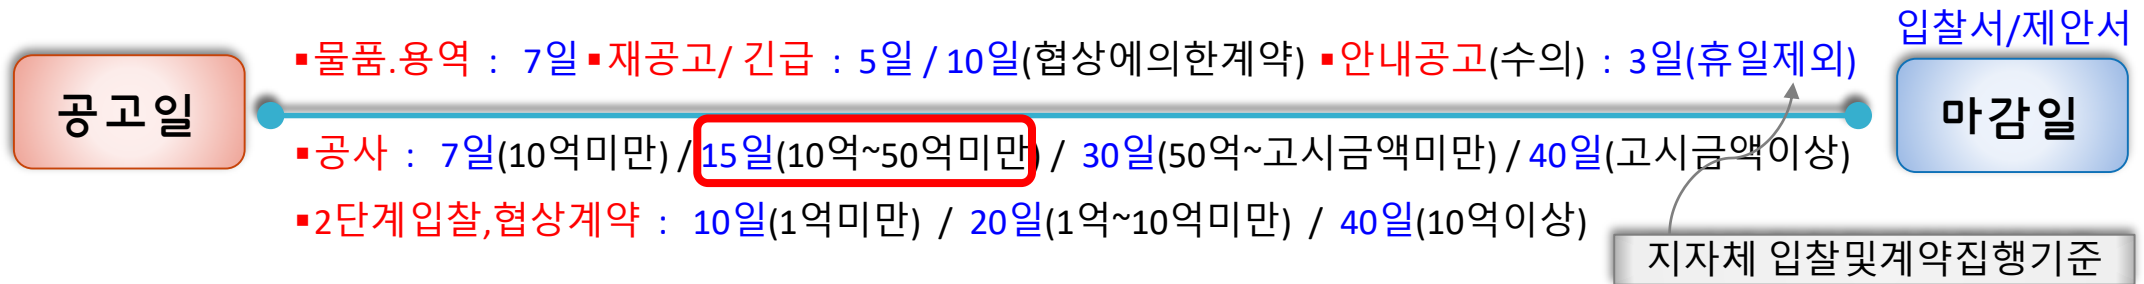 입찰서/제안서
▪물품.용역 : 7일 ▪재공고/ 긴급 : 5일 / 10일(협상에의한계약) ▪안내공고(수의) : 3일(휴일제외)
공고일
마감일
▪공사 : 7일(10억미만) / 15일(10억~50억미만) / 30일(50억~고시금액미만) / 40일(고시금액이상)
▪2단계입찰,협상계약 : 10일(1억미만) / 20일(1억~10억미만) / 40일(10억이상)
지자체 입찰및계약집행기준